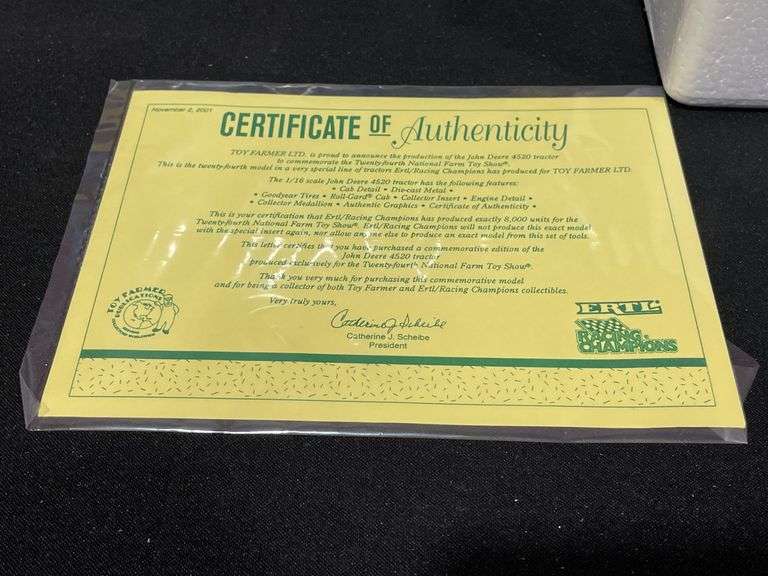 November 2, 2001
CERTIFICATE OF Authenticity
TOY FARMER LTD. is proud to announce the production of the John Deere 4520 tractor
to commemorate the Twenty-fourth National Farm Toy Show®.
This is the twenty-fourth model in a very special line of tractors Ertl/Racing Champions has produced for TOY FARMER LTD.
The 1/16 scale John Deere 4520 tractor has the following features:
• Cab Detail • Die-cast Metal •
• Goodyear Tires • Roll-Gard® Cab • Collector Insert • Engine Detail •
• Collector Medallion • Authentic Graphics • Certificate of Authenticity •
This is your certification that Ertl/Racing Champions has produced exactly 8,000 units for the
Twenty-fourth National Farm Toy Show®. Ertl/Racing Champions will not produce this exact model
with the special insert again, nor allow anyone else to produce an exact model from this set of tools.
This letter certifies that you have purchased a commemorative edition of the
John Deere 4520 tractor
produced exclusively for the Twenty-fourth National Farm Toy Show®.
Thank you very much for purchasing this commemorative model
and for being a collector of both Toy Farmer and Ertl/Racing Champions collectibles.
Very truly yours,
Catherine J. Scheibe
Catherine J. Scheibe
President
TOY FARMER
PUBLICATIONS
ERTL®
RACING
CHAMPIONS